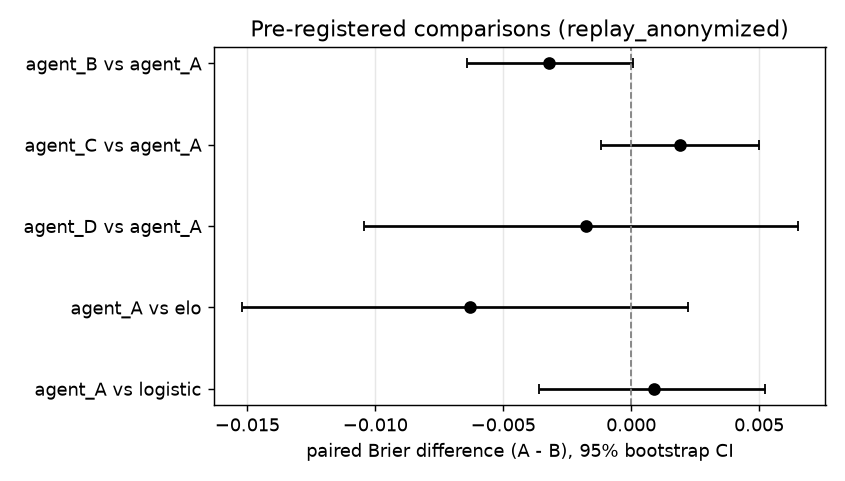 Pre-registered comparisons (replay_anonymized)
agent_B vs agent_A
agent_C vs agent_A
agent_D vs agent_A
agent_A vs elo
agent_A vs logistic
−0.015 −0.010 −0.005 0.000 0.005
paired Brier difference (A - B), 95% bootstrap CI